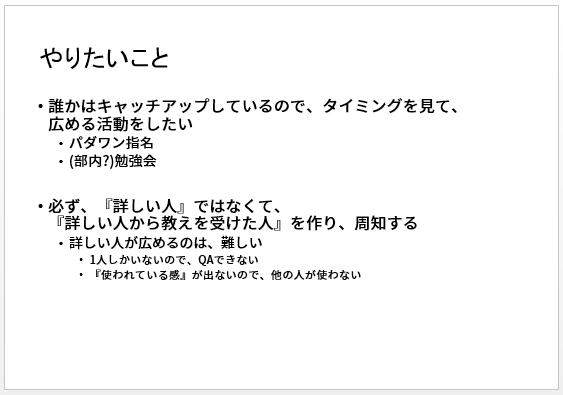 やりたいこと
• 誰かはキャッチアップしているので、タイミングを見て、
広める活動をしたい
• パダワン指名
• (部内?)勉強会
• 必ず、『詳しい人』ではなくて、
『詳しい人から教えを受けた人』を作り、周知する
• 詳しい人が広めるのは、難しい
• 1人しかいないので、QAできない
• 『使われている感』が出ないので、他の人が使わない